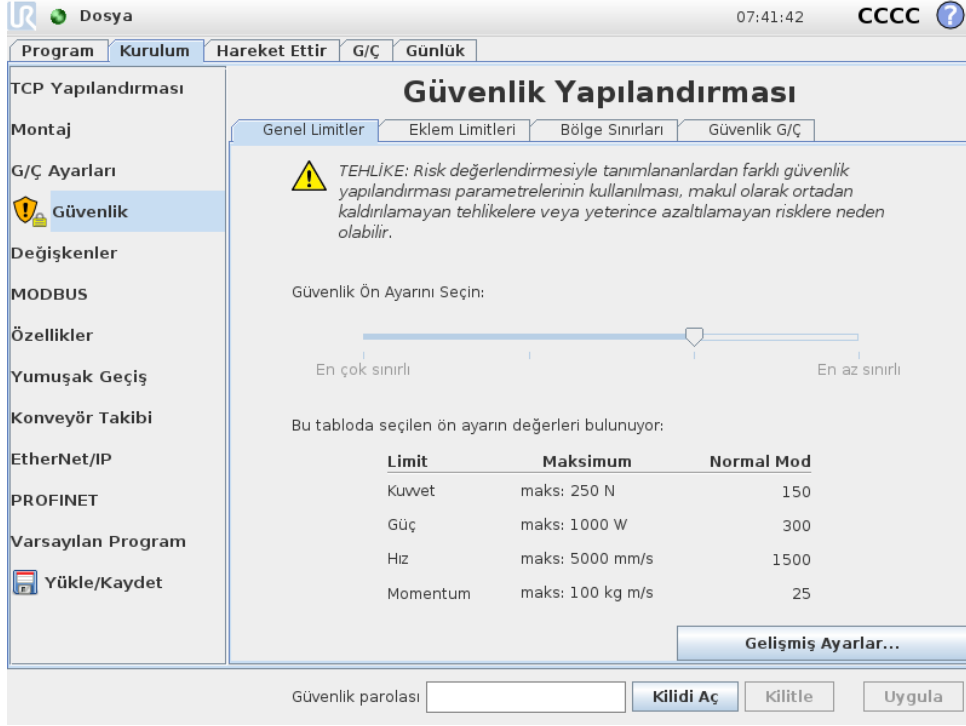 UR Dosya 07:41:42 CCCC ?
Program Kurulum Hareket Ettir G/Ç Günlük
TCP Yapılandırması
Montaj
G/Ç Ayarları
Güvenlik
Değişkenler
MODBUS
Özellikler
Yumuşak Geçiş
Konveyör Takibi
EtherNet/IP
PROFINET
Varsayılan Program
Yükle/Kaydet
Güvenlik Yapılandırması
Genel Limitler Eklem Limitleri Bölge Sınırları Güvenlik G/Ç
TEHLİKE: Risk değerlendirmesiyle tanımlananlardan farklı güvenlik
yapılandırması parametrelerinin kullanılması, makul olarak ortadan
kaldırılamayan tehlikelere veya yeterince azaltılamayan risklere neden
olabilir.
Güvenlik Ön Ayarını Seçin:
En çok sınırlı En az sınırlı
Bu tabloda seçilen ön ayarın değerleri bulunuyor:
Limit Maksimum Normal Mod
Kuvvet maks: 250 N 150
Güç maks: 1000 W 300
Hız maks: 5000 mm/s 1500
Momentum maks: 100 kg m/s 25
Gelişmiş Ayarlar...
Güvenlik parolası Kilidi Aç Kilitle Uygula